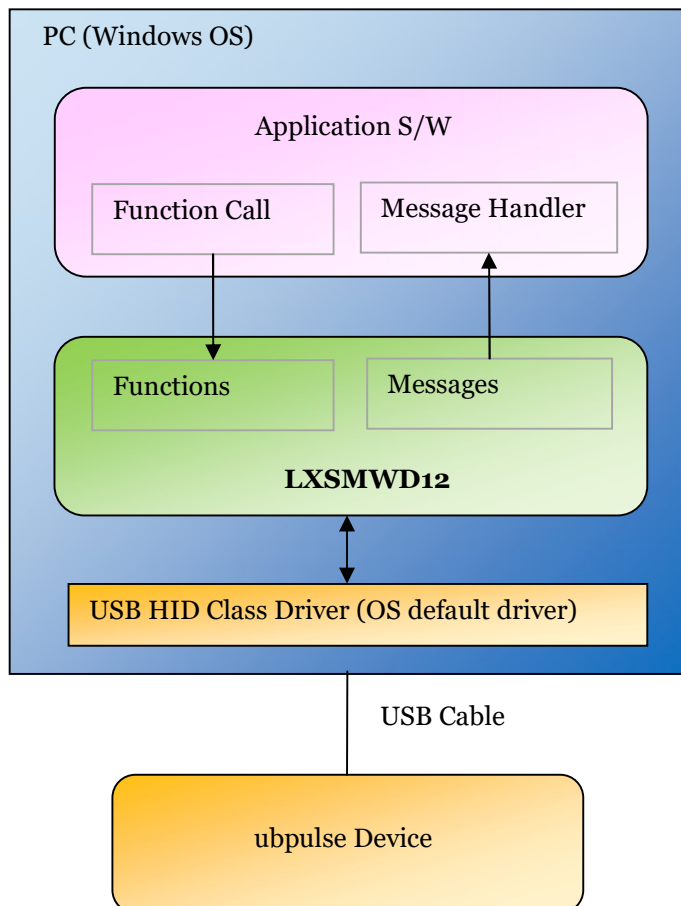 PC (Windows OS)
Application S/W
Function Call
Message Handler
Functions
Messages
LXSMWD12
USB HID Class Driver (OS default driver)
USB Cable
ubpulse Device